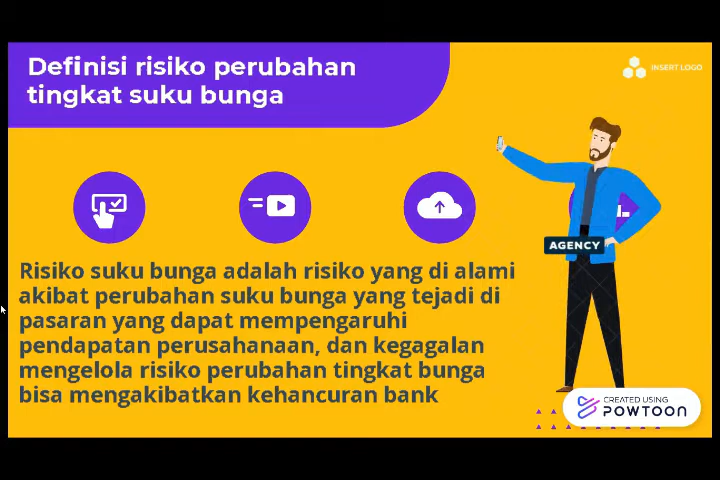 Definisi risiko perubahan
tingkat suku bunga
INSERT LOGO
AGENCY
Risiko suku bunga adalah risiko yang di alami
akibat perubahan suku bunga yang tejadi di
pasaran yang dapat mempengaruhi
pendapatan perusahanaan, dan kegagalan
mengelola risiko perubahan tingkat bunga
bisa mengakibatkan kehancuran bank
CREATED USING
POWTOON